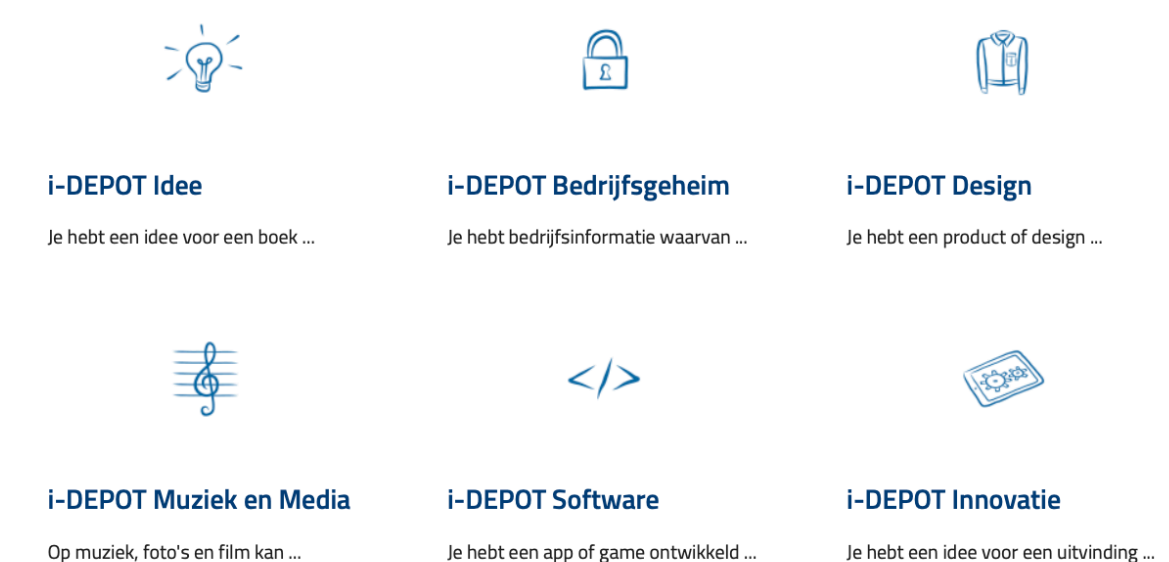 i-DEPOT Idee
Je hebt een idee voor een boek ...
i-DEPOT Bedrijfsgeheim
Je hebt bedrijfsinformatie waarvan ...
i-DEPOT Design
Je hebt een product of design ...
i-DEPOT Muziek en Media
Op muziek, foto's en film kan ...
</>
i-DEPOT Software
Je hebt een app of game ontwikkeld ...
i-DEPOT Innovatie
Je hebt een idee voor een uitvinding ...